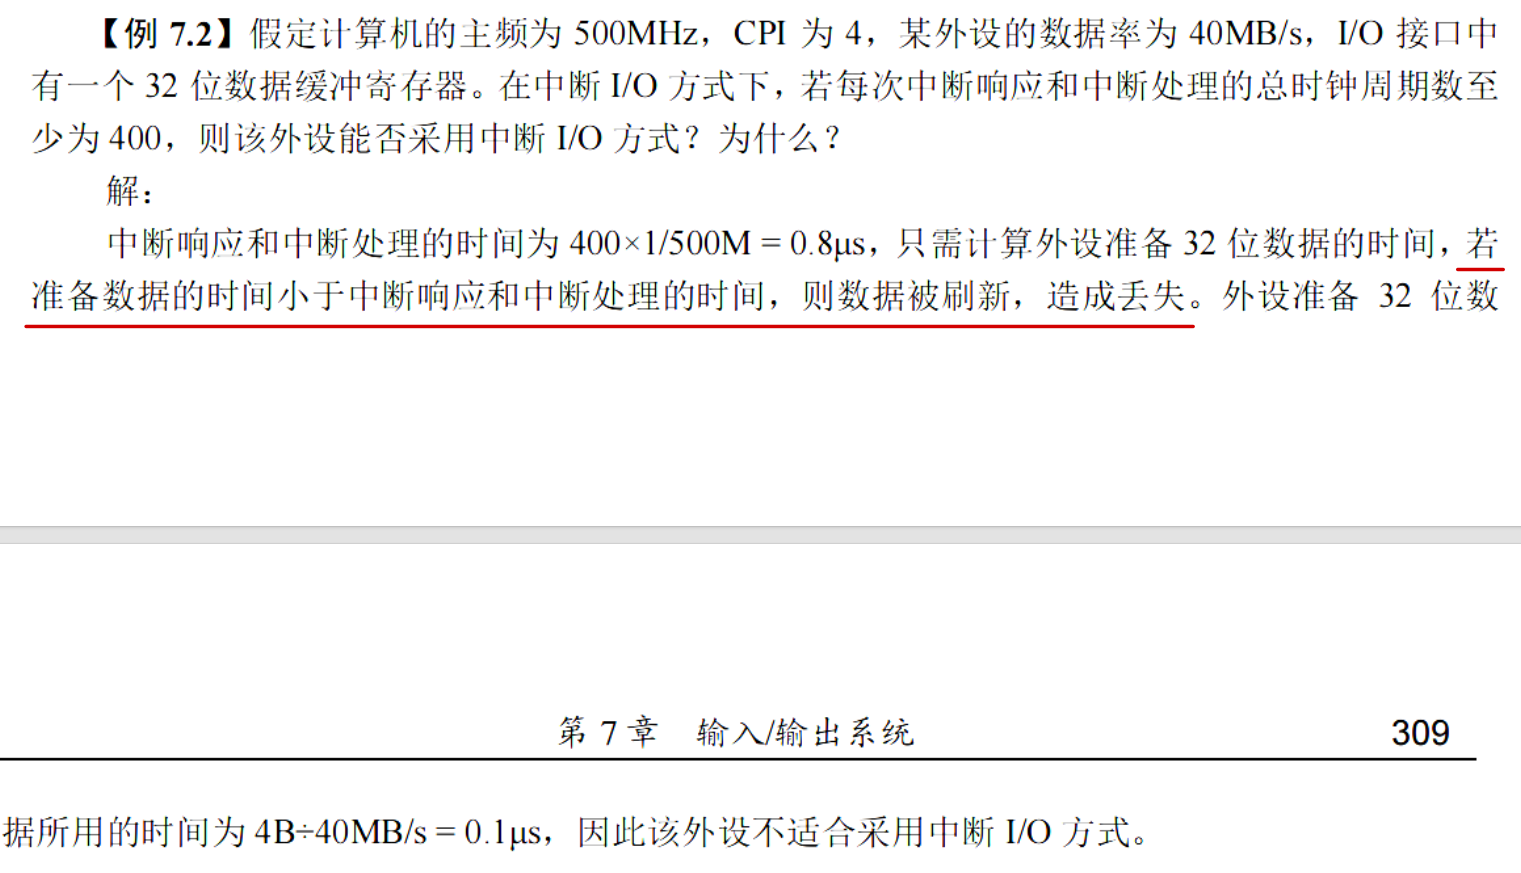 【例 7.2】假定计算机的主频为 500MHz，CPI 为 4，某外设的数据率为 40MB/s，I/O 接口中
有一个 32 位数据缓冲寄存器。在中断 I/O 方式下，若每次中断响应和中断处理的总时钟周期数至
少为 400，则该外设能否采用中断 I/O 方式？为什么？
解：
中断响应和中断处理的时间为 400×1/500M = 0.8μs，只需计算外设准备 32 位数据的时间，若
准备数据的时间小于中断响应和中断处理的时间，则数据被刷新，造成丢失。外设准备 32 位数
第 7 章 输入/输出系统 309
据所用的时间为 4B÷40MB/s = 0.1μs，因此该外设不适合采用中断 I/O 方式。